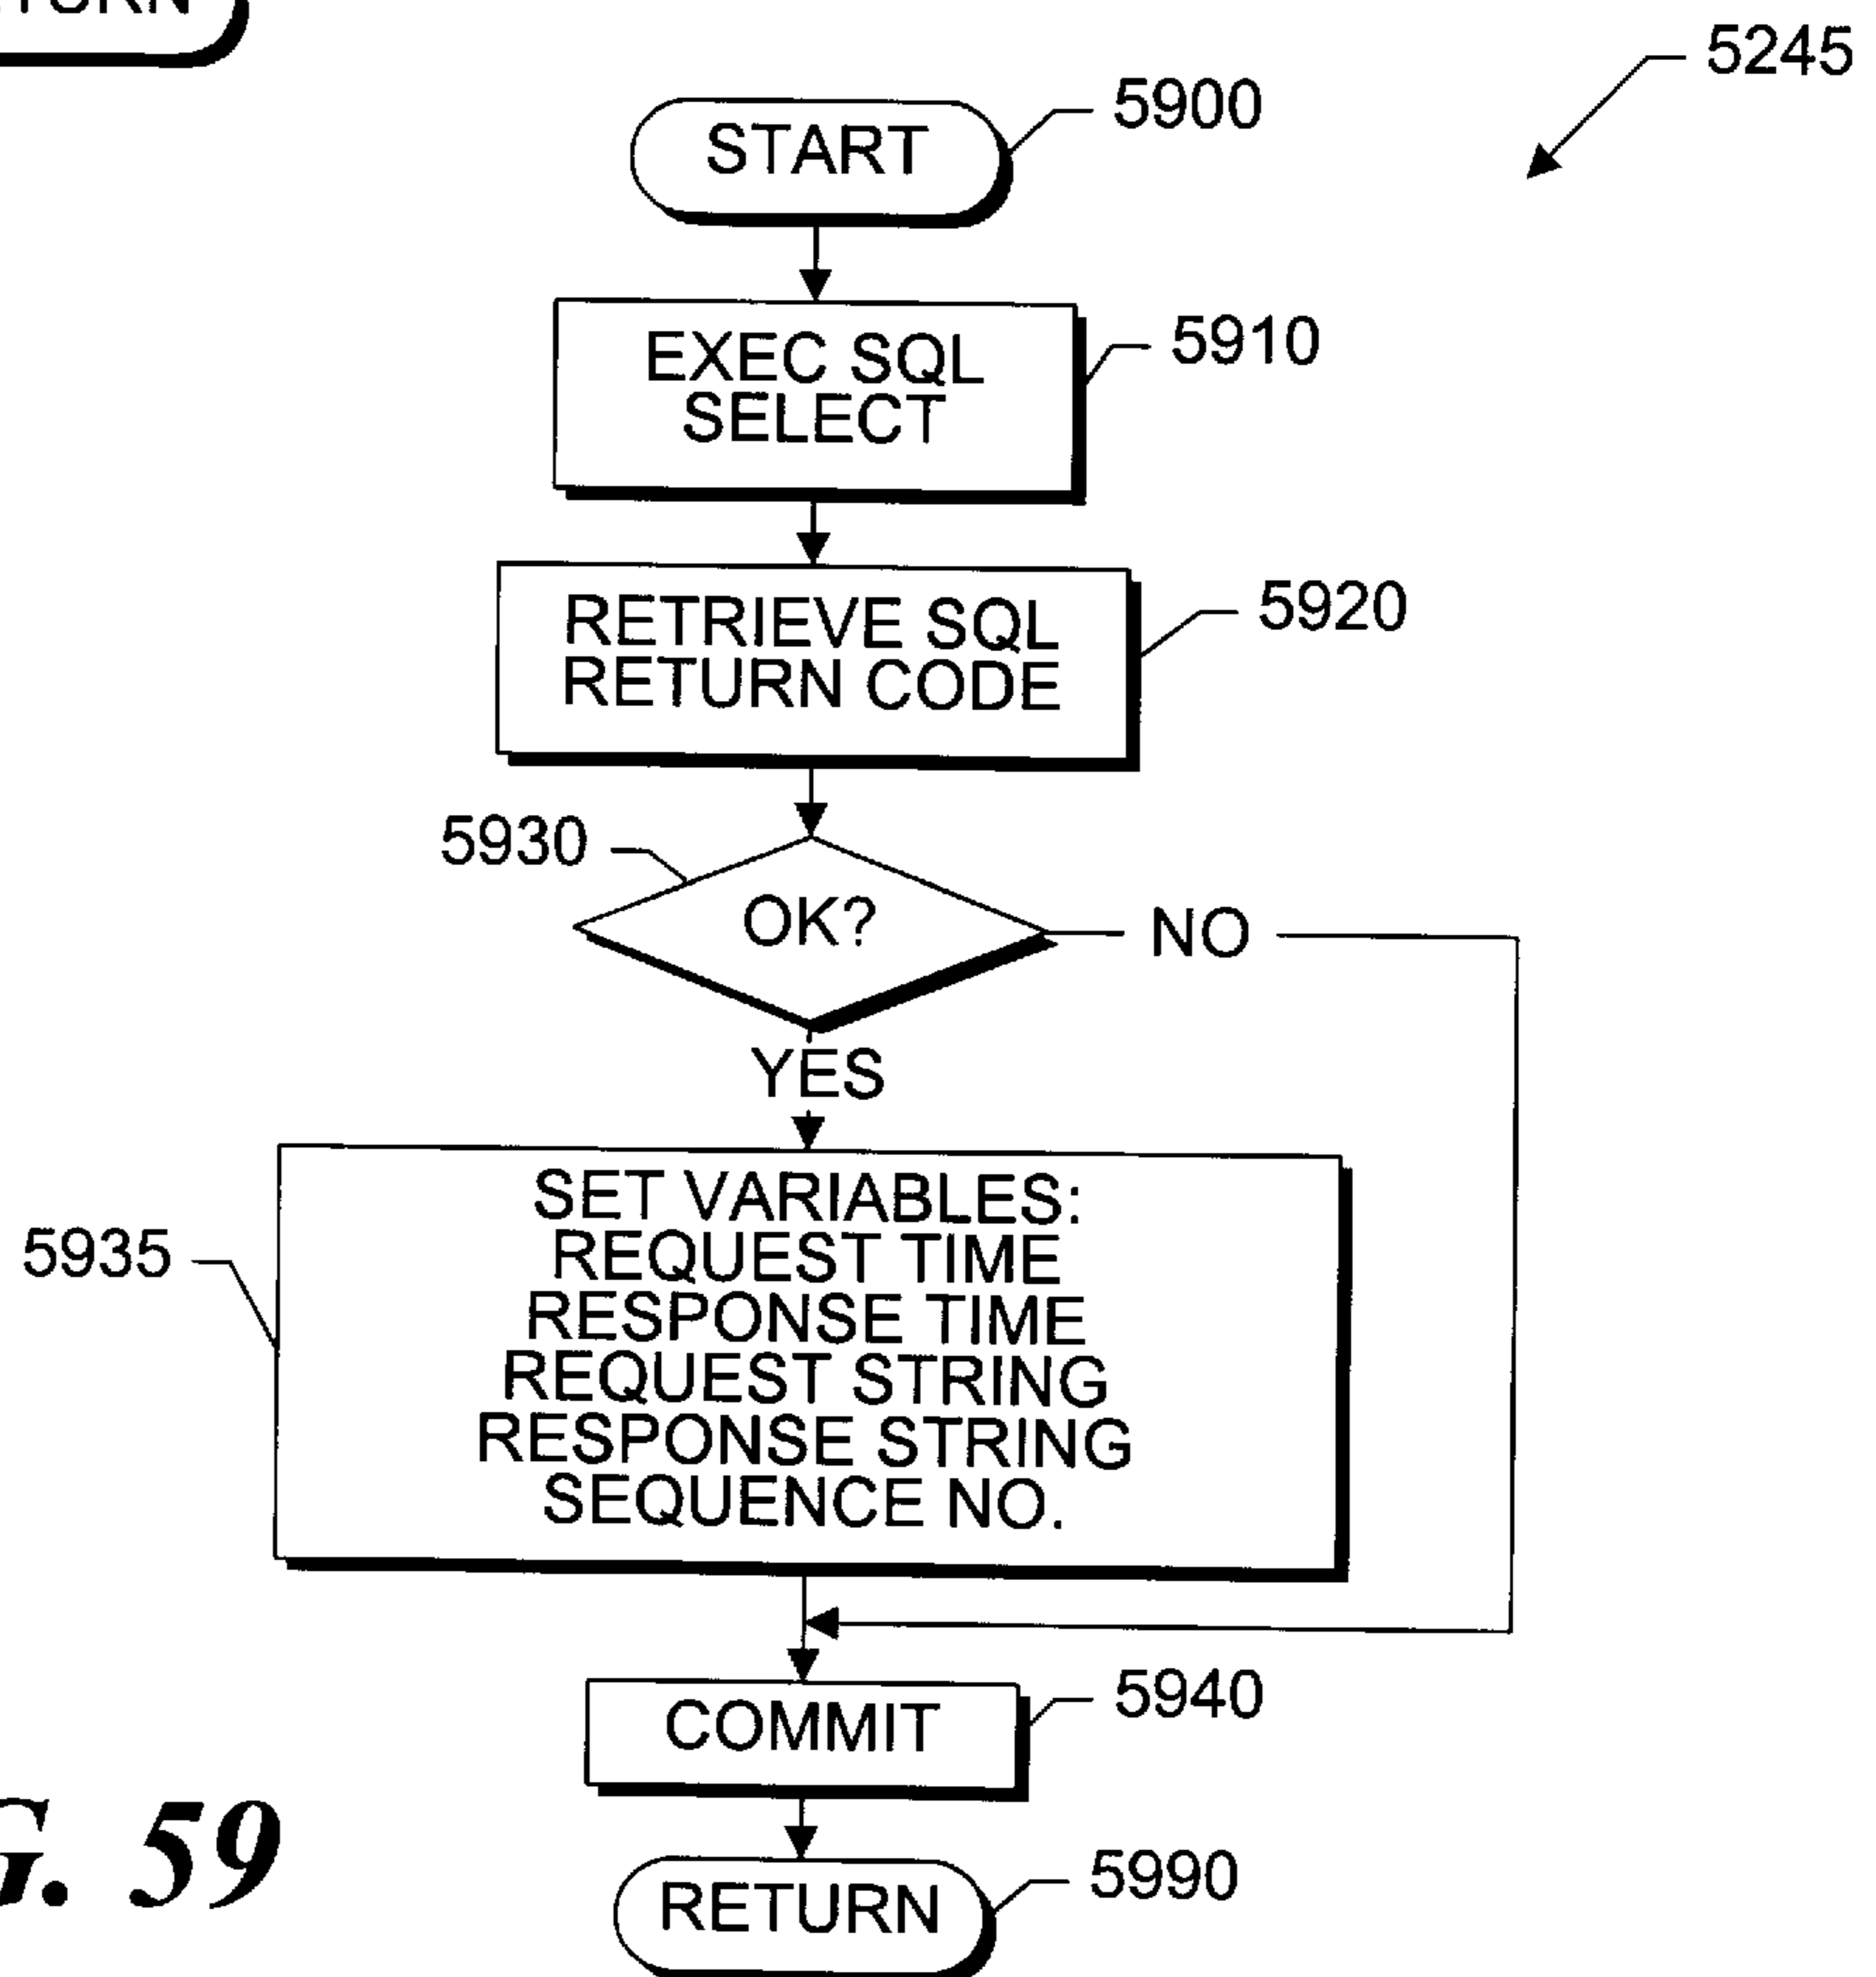 5245
START
5900
EXEC SQL
SELECT
5910
RETRIEVE SQL
RETURN CODE
5920
5930
OK?
NO
YES
SET VARIABLES:
REQUEST TIME
RESPONSE TIME
REQUEST STRING
RESPONSE STRING
SEQUENCE NO.
5935
COMMIT
5940
RETURN
5990
G. 59